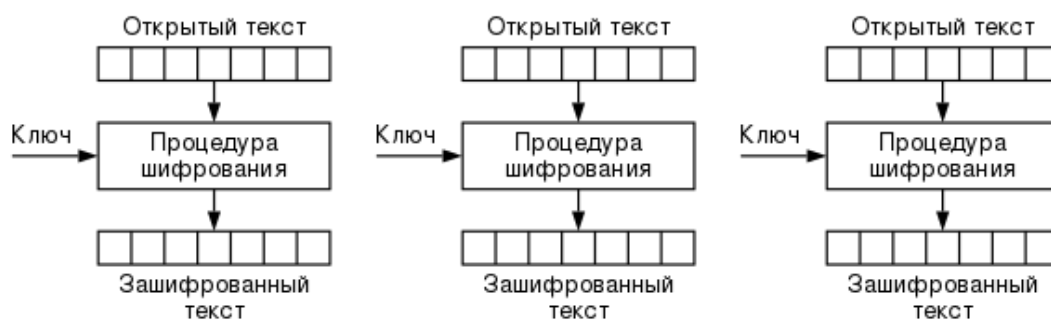 Открытый текст
Ключ
Процедура
шифрования
Зашифрованный
текст
Открытый текст
Ключ
Процедура
шифрования
Зашифрованный
текст
Открытый текст
Ключ
Процедура
шифрования
Зашифрованный
текст